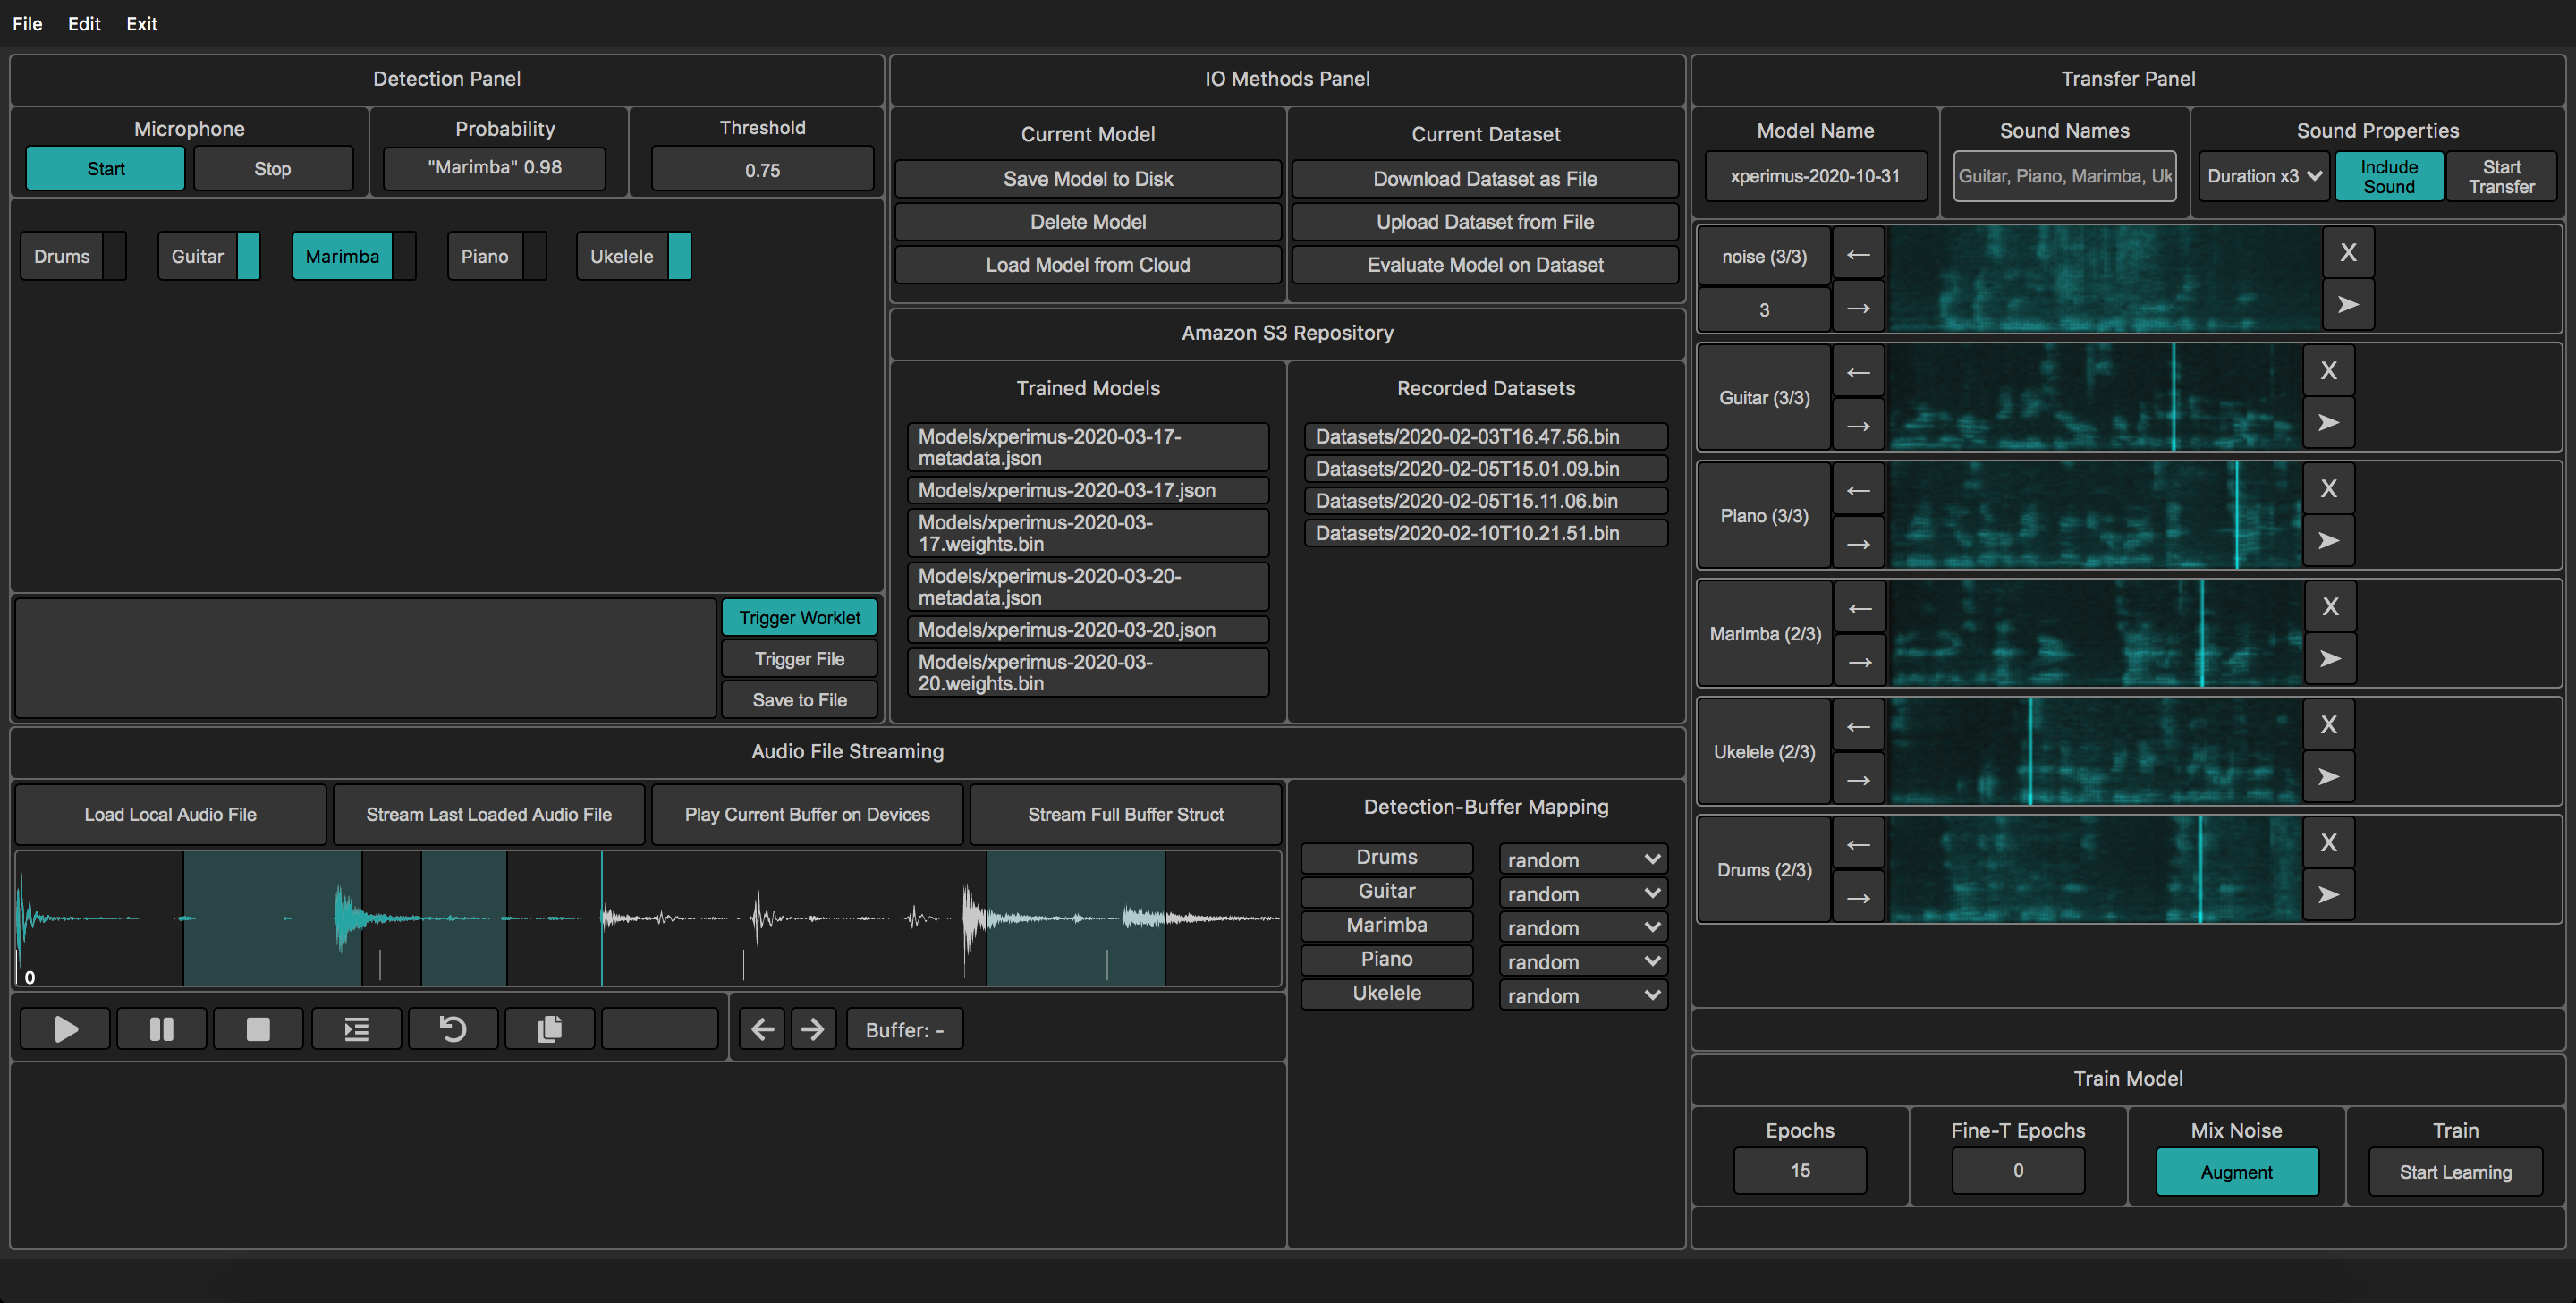 File Edit Exit
Detection Panel
Microphone
Start Stop
Probability
"Marimba" 0.98
Threshold
0.75
Drums Guitar Marimba Piano Ukelele
Trigger Worklet
Trigger File
Save to File
IO Methods Panel
Current Model
Save Model to Disk
Delete Model
Load Model from Cloud
Current Dataset
Download Dataset as File
Upload Dataset from File
Evaluate Model on Dataset
Amazon S3 Repository
Trained Models
Models/xperimus-2020-03-17-
metadata.json
Models/xperimus-2020-03-17.json
Models/xperimus-2020-03-
17.weights.bin
Models/xperimus-2020-03-20-
metadata.json
Models/xperimus-2020-03-20.json
Models/xperimus-2020-03-
20.weights.bin
Recorded Datasets
Datasets/2020-02-03T16.47.56.bin
Datasets/2020-02-05T15.01.09.bin
Datasets/2020-02-05T15.11.06.bin
Datasets/2020-02-10T10.21.51.bin
Audio File Streaming
Load Local Audio File Stream Last Loaded Audio File Play Current Buffer on Devices Stream Full Buffer Struct
0
Buffer: -
Detection-Buffer Mapping
Drums random
Guitar random
Marimba random
Piano random
Ukelele random
Transfer Panel
Model Name
xperimus-2020-10-31
Sound Names
Guitar, Piano, Marimba, Uk
Sound Properties
Duration x3
Include
Sound
Start
Transfer
noise (3/3) X
3
Guitar (3/3) X
Piano (3/3) X
Marimba (2/3) X
Ukelele (2/3) X
Drums (2/3) X
Train Model
Epochs
15
Fine-T Epochs
0
Mix Noise
Augment
Train
Start Learning